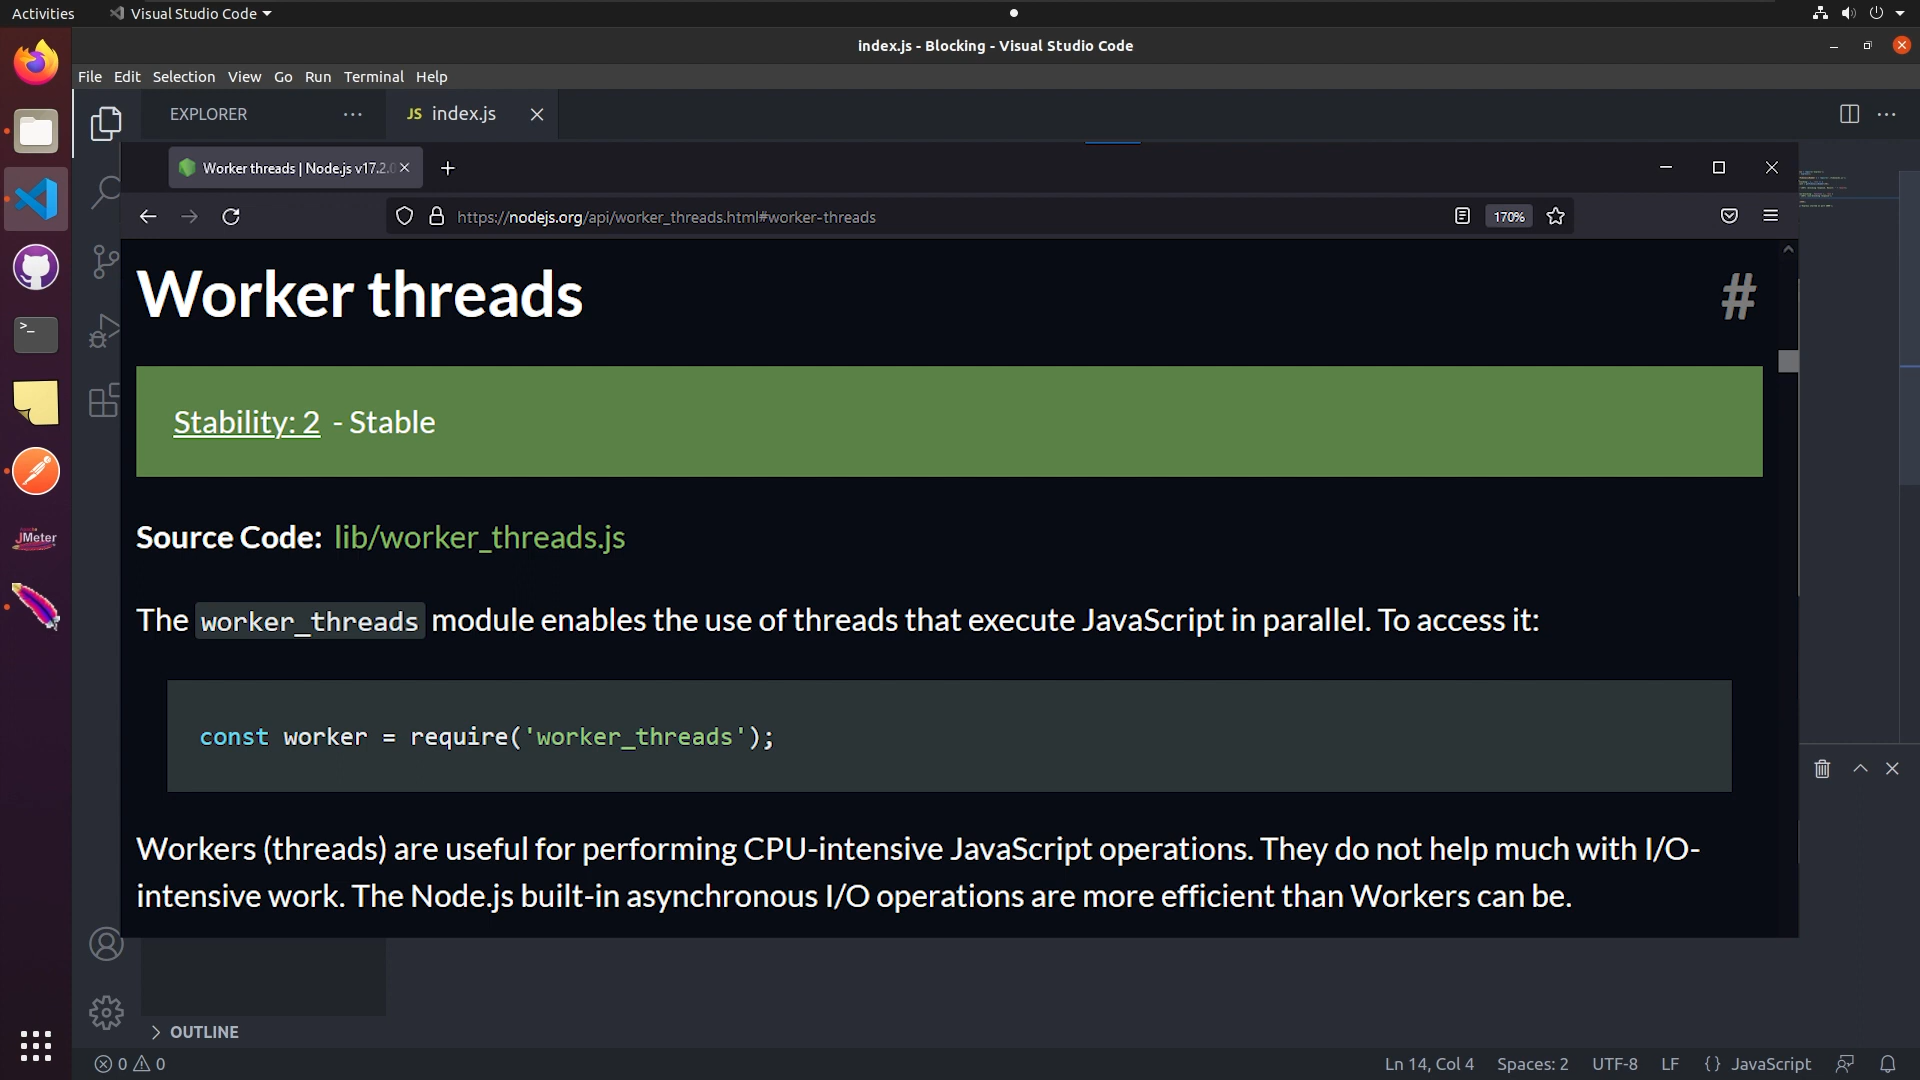 Activities
Visual Studio Code
index.js - Blocking - Visual Studio Code
File Edit Selection View Go Run Terminal Help
EXPLORER
JS index.js
Worker threads | Node.js v17.2.0
https://nodejs.org/api/worker_threads.html#worker-threads
170%
Worker threads
#
Stability: 2 - Stable
Source Code: lib/worker_threads.js
The worker_threads module enables the use of threads that execute JavaScript in parallel. To access it:
const worker = require('worker_threads');
Workers (threads) are useful for performing CPU-intensive JavaScript operations. They do not help much with I/O-
intensive work. The Node.js built-in asynchronous I/O operations are more efficient than Workers can be.
JMeter
OUTLINE
0 0
Ln 14, Col 4 Spaces: 2 UTF-8 LF {} JavaScript